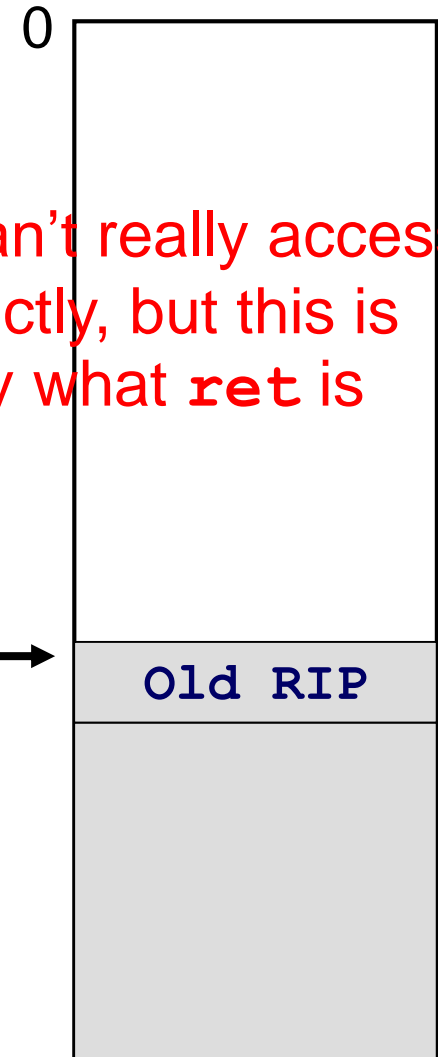 0
an't really acces
ctly, but this is
y what ret is
Old RIP